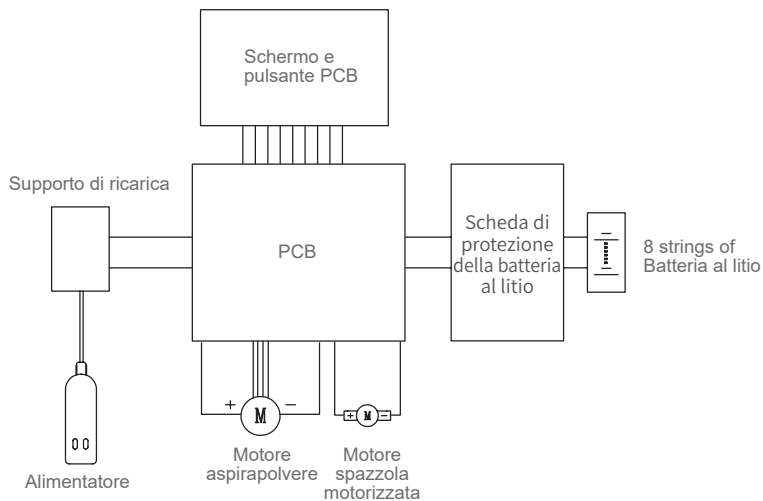 Schermo e
pulsante PCB
Supporto di ricarica
PCB
Scheda di
protezione
della batteria
al litio
8 strings of
Batteria al litio
+ M −
+ M −
Motore
aspirapolvere
Motore
spazzola
motorizzata
Alimentatore